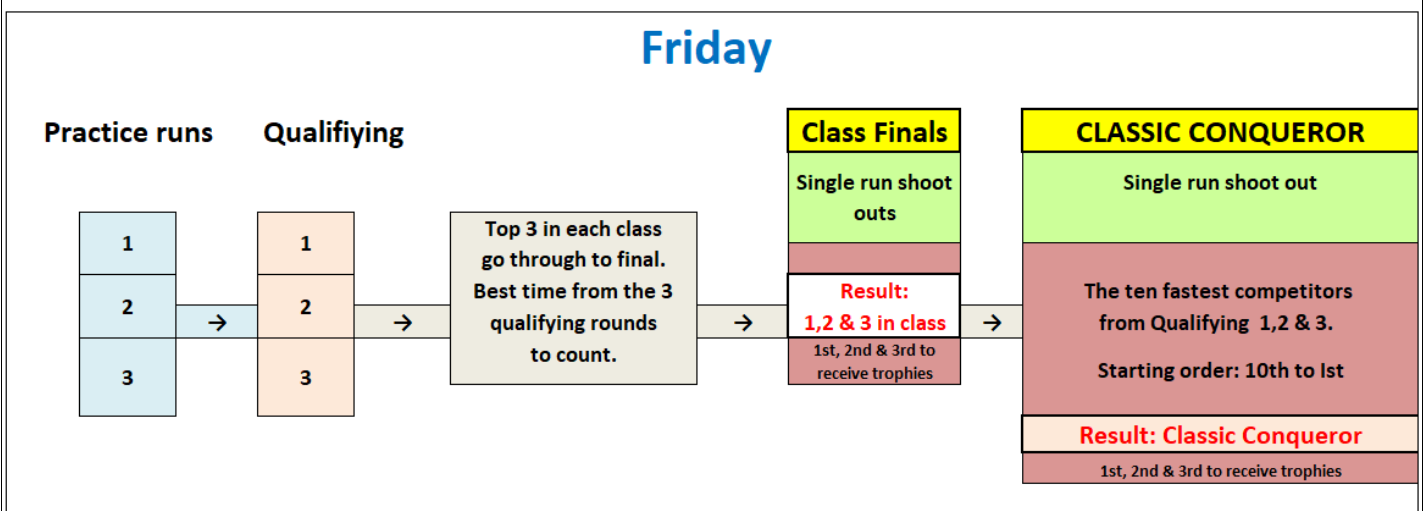 Friday
Practice runs
Qualifiying
Class Finals
CLASSIC CONQUEROR
Single run shoot
outs
Single run shoot out
1
2
3
→
1
2
3
→
Top 3 in each class
go through to final.
Best time from the 3
qualifying rounds
to count.
→
Result:
1,2 & 3 in class
1st, 2nd & 3rd to
receive trophies
→
The ten fastest competitors
from Qualifying 1,2 & 3.
Starting order: 10th to Ist
Result: Classic Conqueror
1st, 2nd & 3rd to receive trophies